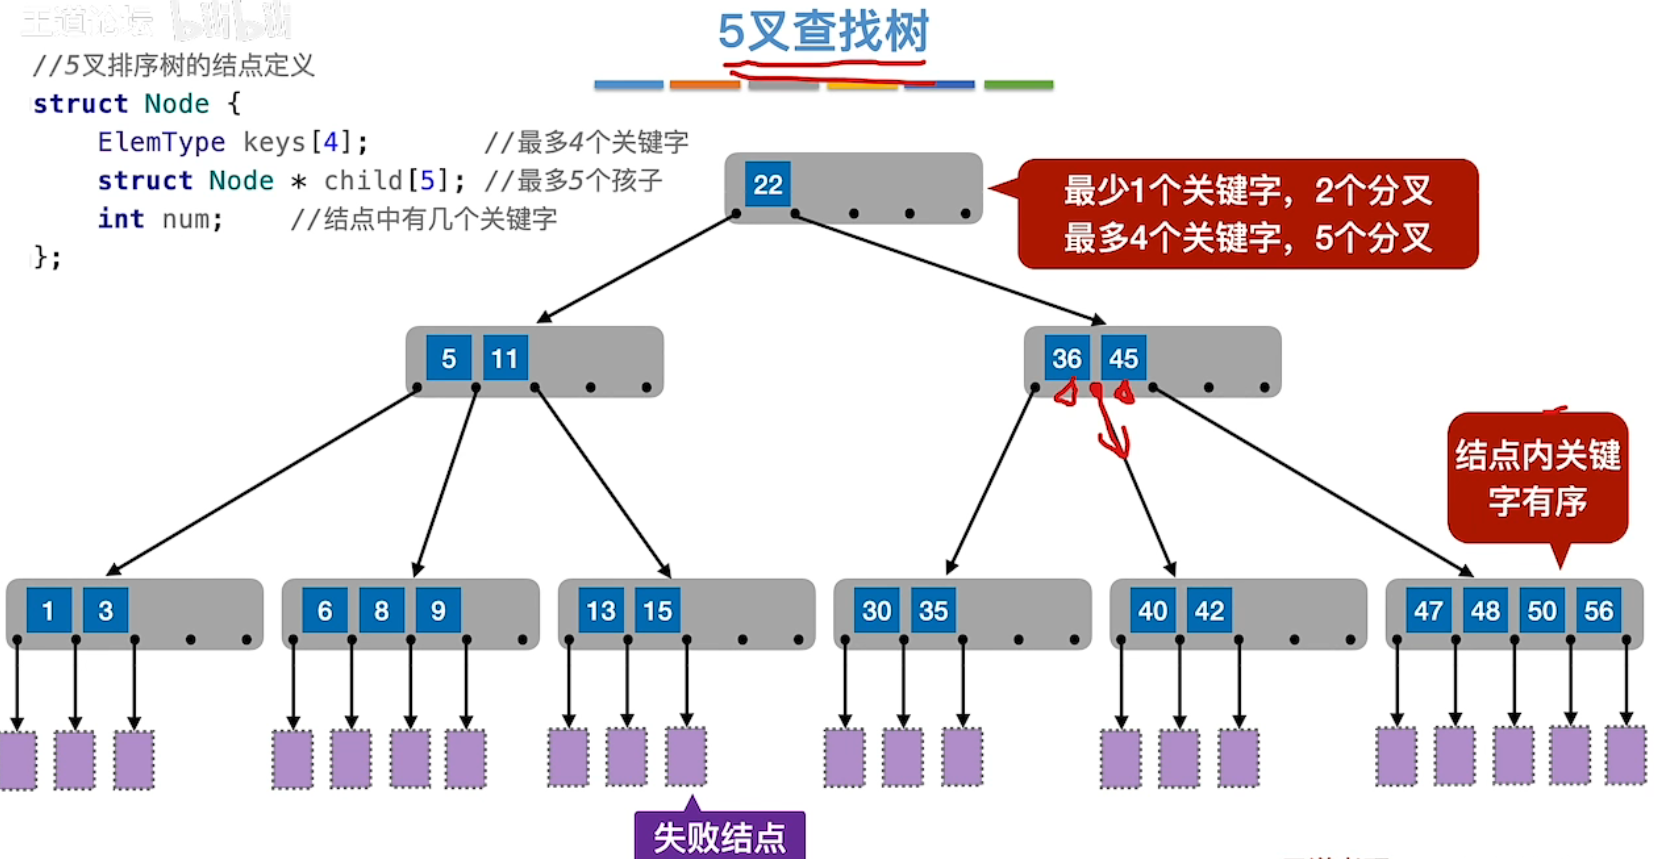 王道论坛 bilibili
5叉查找树
//5叉排序树的结点定义
struct Node {
ElemType keys[4]; //最多4个关键字
struct Node * child[5]; //最多5个孩子
int num; //结点中有几个关键字
};
22
最少1个关键字，2个分叉
最多4个关键字，5个分叉
5 11
36 45
结点内关键
字有序
1 3
6 8 9
13 15
30 35
40 42
47 48 50 56
失败结点